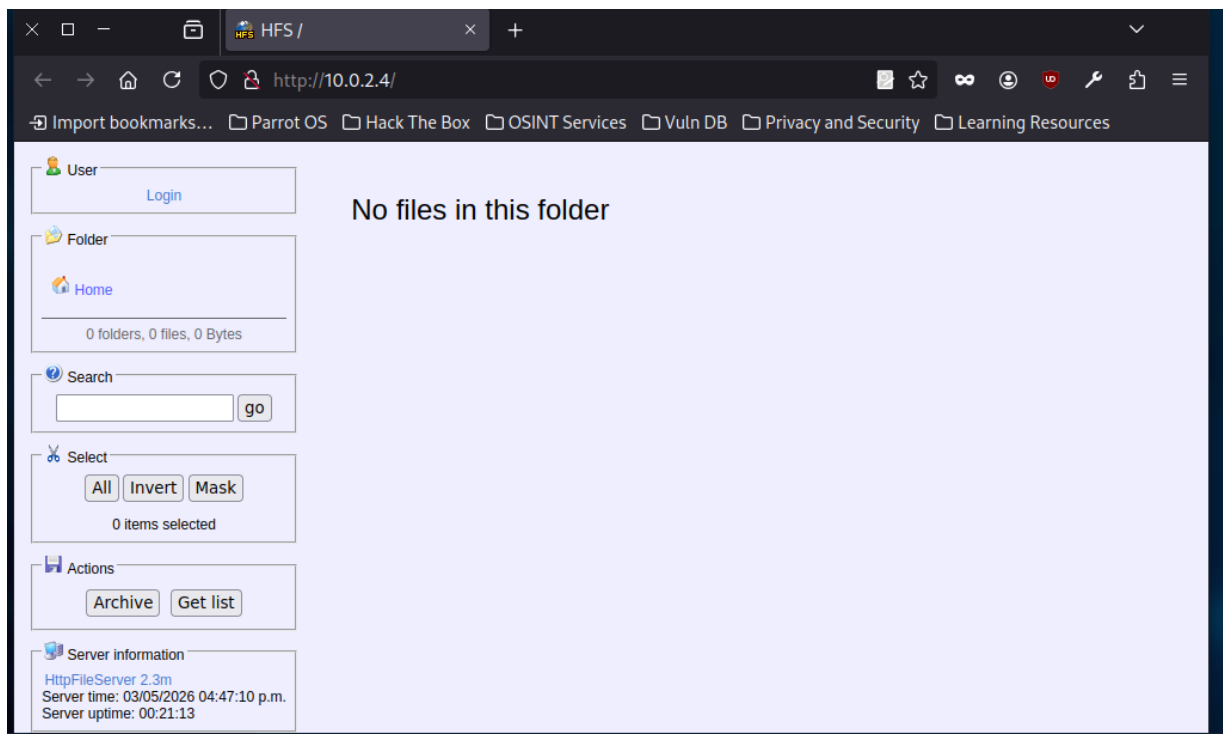 HFS /
http://10.0.2.4/
Import bookmarks... Parrot OS Hack The Box OSINT Services Vuln DB Privacy and Security Learning Resources
User
Login
Folder
Home
0 folders, 0 files, 0 Bytes
Search
go
Select
All Invert Mask
0 items selected
Actions
Archive Get list
Server information
HttpFileServer 2.3m
Server time: 03/05/2026 04:47:10 p.m.
Server uptime: 00:21:13
No files in this folder